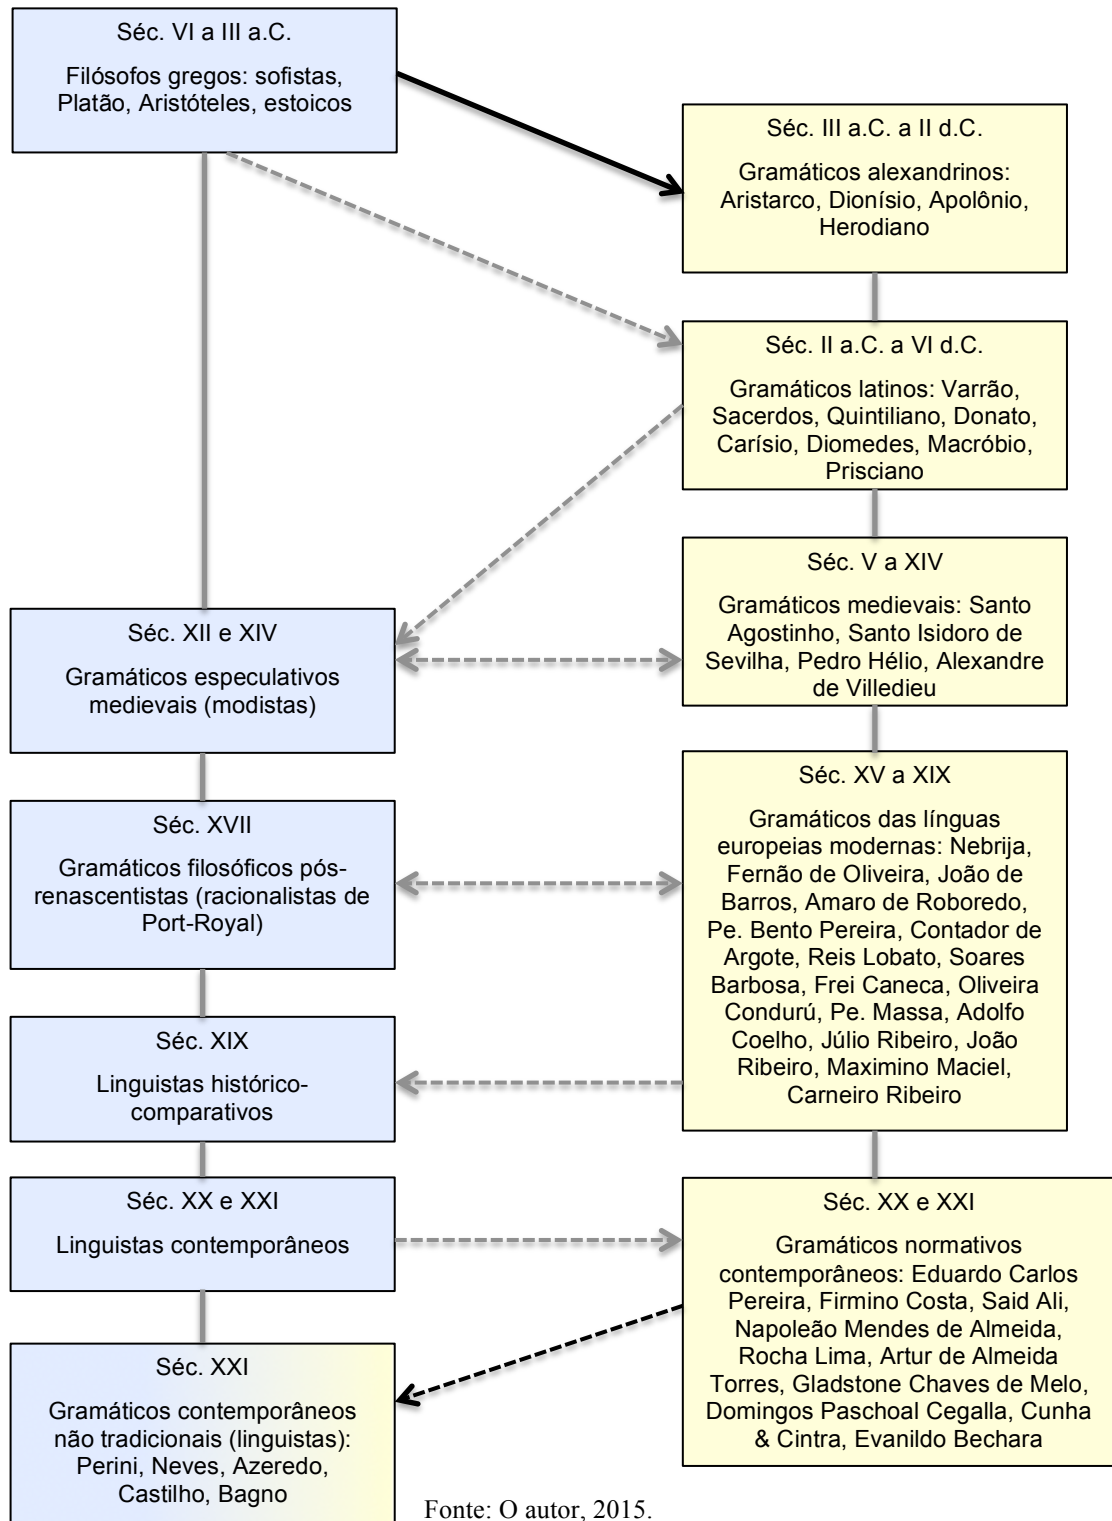 Séc. VI a III a.C.
Filósofos gregos: sofistas,
Platão, Aristóteles, estoicos
Séc. III a.C. a II d.C.
Gramáticos alexandrinos:
Aristarco, Dionísio, Apolônio,
Herodiano
Séc. II a.C. a VI d.C.
Gramáticos latinos: Varrão,
Sacerdos, Quintiliano, Donato,
Carísio, Diomedes, Macróbio,
Prisciano
Séc. V a XIV
Gramáticos medievais: Santo
Agostinho, Santo Isidoro de
Sevilha, Pedro Hélio, Alexandre
de Villedieu
Séc. XII e XIV
Gramáticos especulativos
medievais (modistas)
Séc. XV a XIX
Gramáticos das línguas
europeias modernas: Nebrija,
Fernão de Oliveira, João de
Barros, Amaro de Roboredo,
Pe. Bento Pereira, Contador de
Argote, Reis Lobato, Soares
Barbosa, Frei Caneca, Oliveira
Condurú, Pe. Massa, Adolfo
Coelho, Júlio Ribeiro, João
Ribeiro, Maximino Maciel,
Carneiro Ribeiro
Séc. XVII
Gramáticos filosóficos pós-
renascentistas (racionalistas de
Port-Royal)
Séc. XIX
Linguistas histórico-
comparativos
Séc. XX e XXI
Linguistas contemporâneos
Séc. XX e XXI
Gramáticos normativos
contemporâneos: Eduardo Carlos
Pereira, Firmino Costa, Said Ali,
Napoleão Mendes de Almeida,
Rocha Lima, Artur de Almeida
Torres, Gladstone Chaves de Melo,
Domingos Paschoal Cegalla, Cunha
& Cintra, Evanildo Bechara
Séc. XXI
Gramáticos contemporâneos
não tradicionais (linguistas):
Perini, Neves, Azeredo,
Castilho, Bagno
Fonte: O autor, 2015.